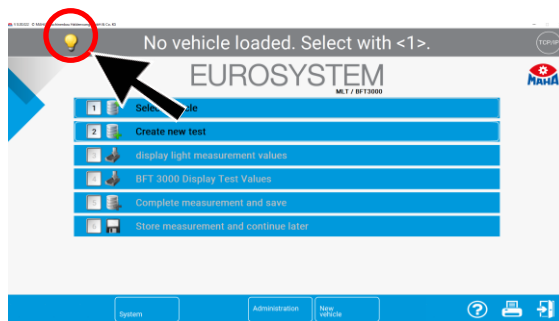 No vehicle loaded. Select with <1>.
TCP/IP
EUROSYSTEM
MLT / BFT3000
MAHA
1 Select vehicle
2 Create new test
display light measurement values
BFT 3000 Display Test Values
Complete measurement and save
Store measurement and continue later
System
Administration
New
vehicle
?